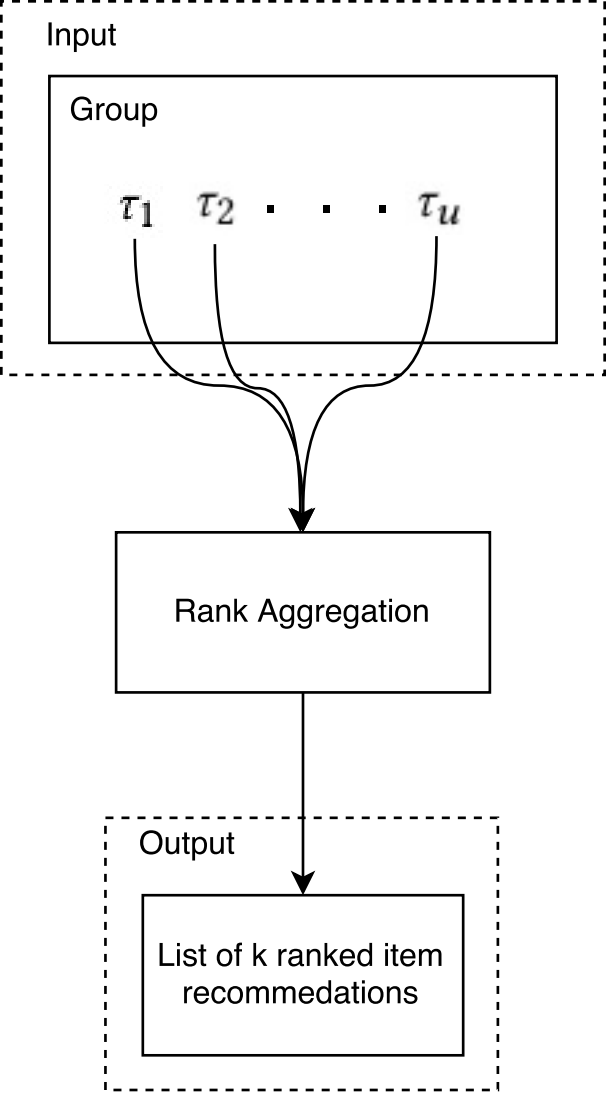 Input
Group
τ1 τ2 . . . τu
Rank Aggregation
Output
List of k ranked item
recommedations